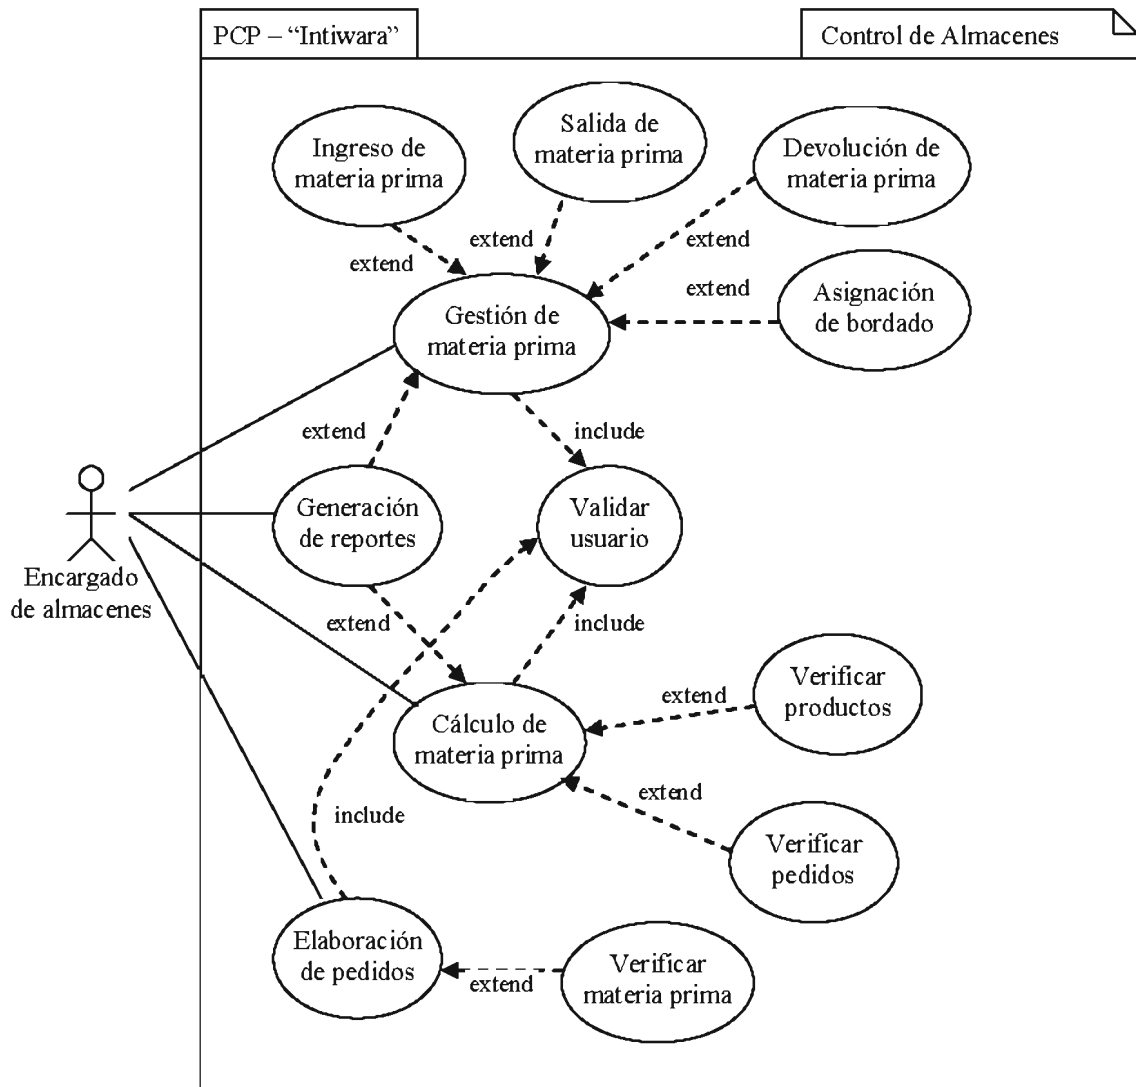 PCP – “Intiwara”
Control de Almacenes
Ingreso de
materia prima
Salida de
materia prima
Devolución de
materia prima
extend
extend
extend
extend
Asignación
de bordado
Gestión de
materia prima
extend
include
Generación
de reportes
Validar
usuario
Encargado
de almacenes
extend
include
Verificar
productos
extend
Cálculo de
materia prima
extend
include
Verificar
pedidos
Elaboración
de pedidos
extend
Verificar
materia prima